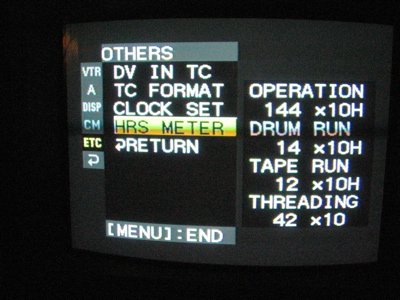 OTHERS
VTR
A
DISP
CM
ETC
DV IN TC
TC FORMAT
CLOCK SET
HRS METER
RETURN
[MENU]:END
OPERATION
144 ×10H
DRUM RUN
14 ×10H
TAPE RUN
12 ×10H
THREADING
42 ×10